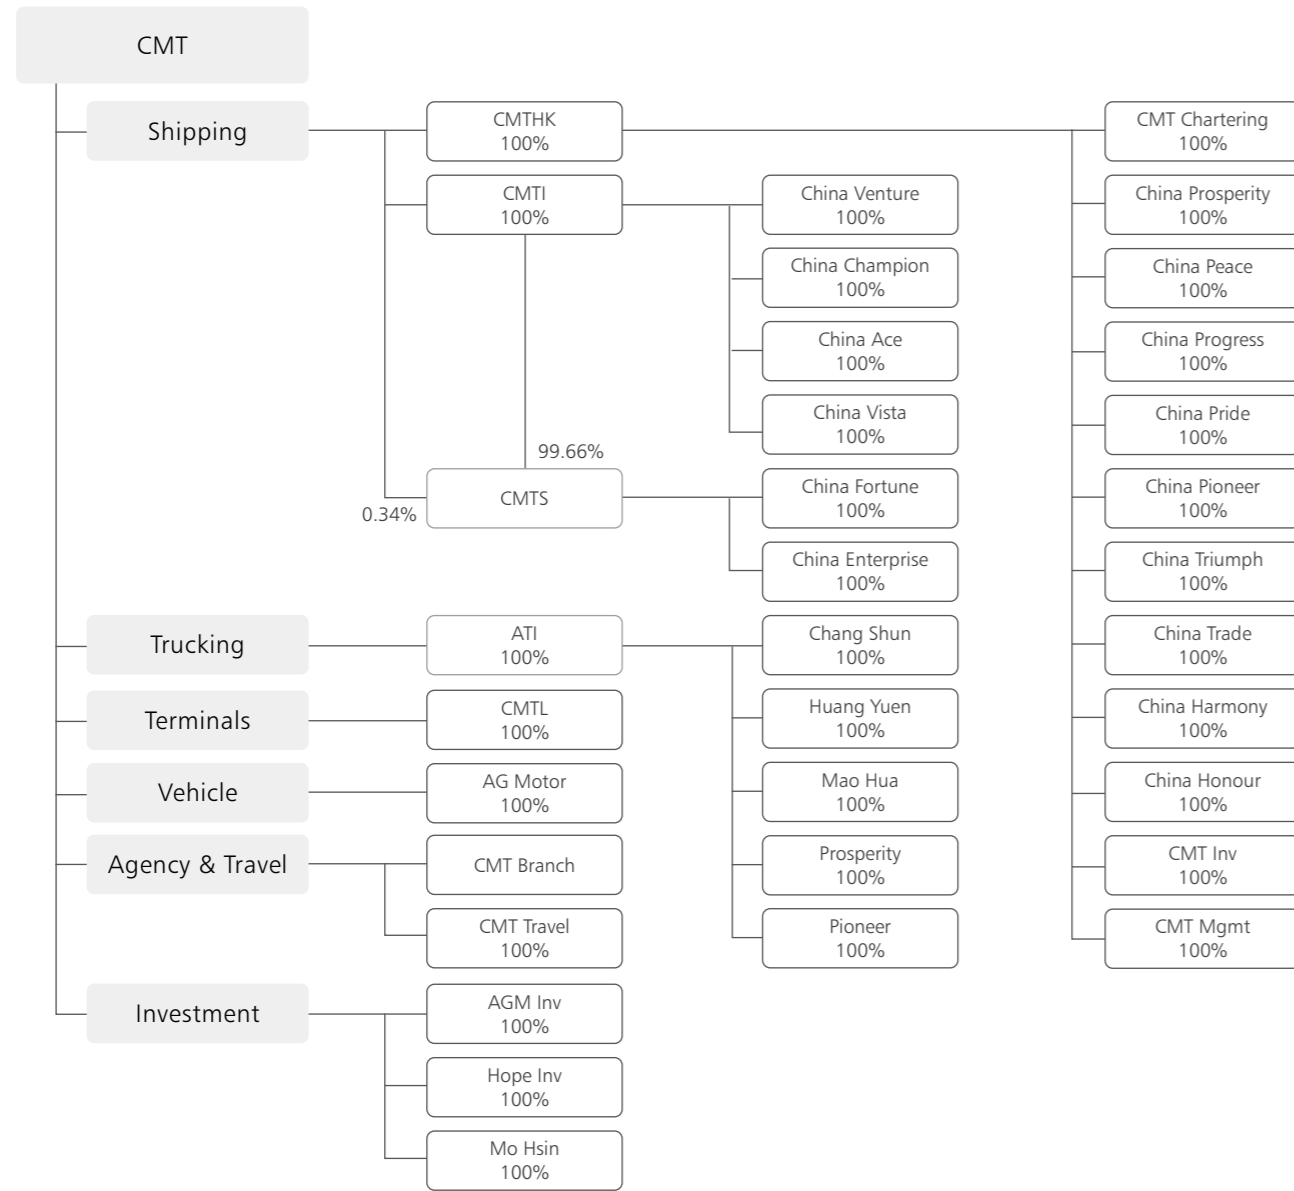 CMT
Shipping
CMTHK
100%
CMT Chartering
100%
CMTI
100%
China Venture
100%
China Prosperity
100%
China Champion
100%
China Peace
100%
China Ace
100%
China Progress
100%
China Vista
100%
China Pride
100%
99.66%
0.34%
CMTS
China Fortune
100%
China Pioneer
100%
China Enterprise
100%
China Triumph
100%
Trucking
ATI
100%
Chang Shun
100%
China Trade
100%
Terminals
CMTL
100%
Huang Yuen
100%
China Harmony
100%
Vehicle
AG Motor
100%
Mao Hua
100%
China Honour
100%
Agency & Travel
CMT Branch
Prosperity
100%
CMT Inv
100%
CMT Travel
100%
Pioneer
100%
CMT Mgmt
100%
Investment
AGM Inv
100%
Hope Inv
100%
Mo Hsin
100%